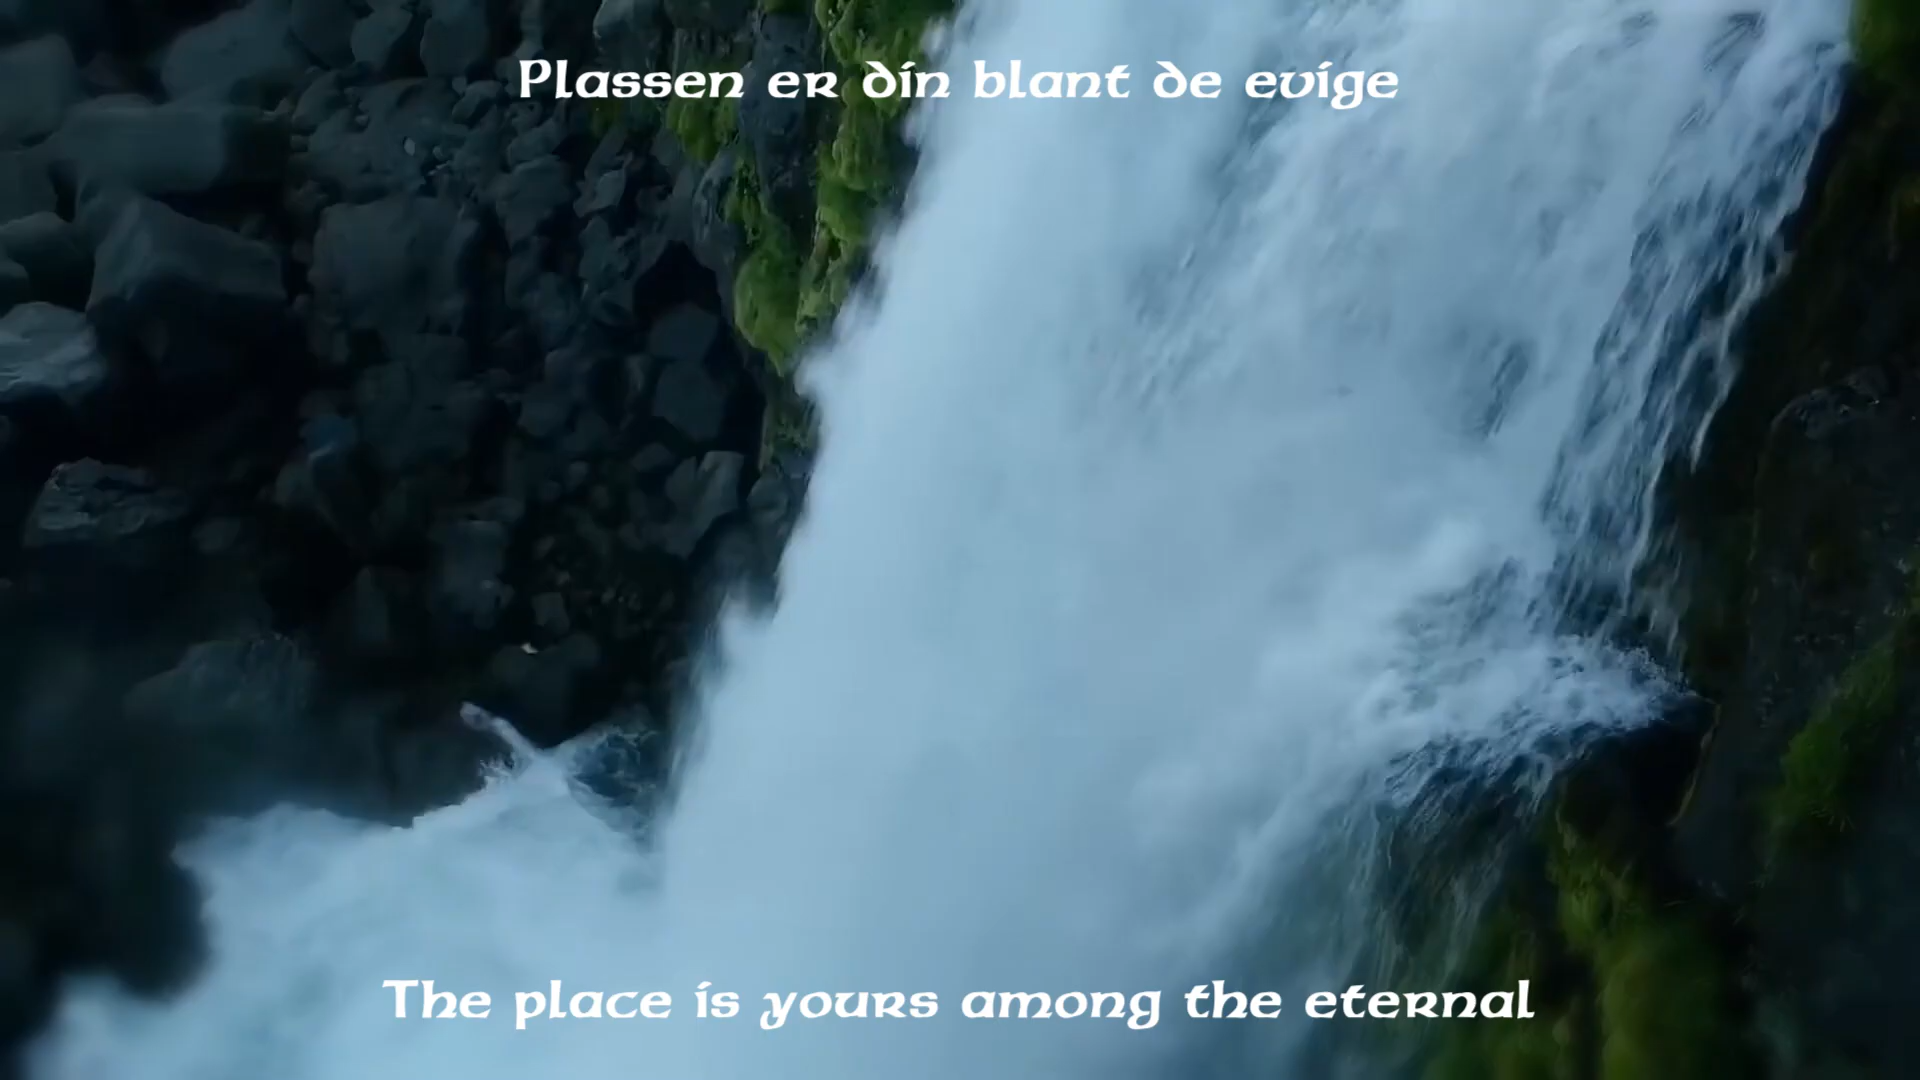 Plassen er din blant de evige
The place is yours among the eternal